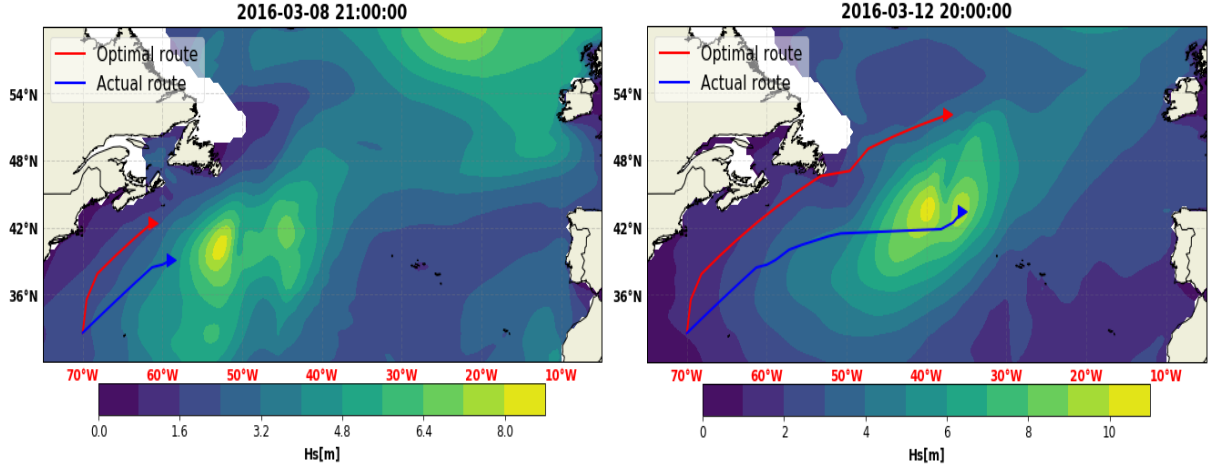 2016-03-08 21:00:00
Optimal route
Actual route
54°N
48°N
42°N
36°N
70°W 60°W 50°W 40°W 30°W 20°W 10°W
0.0 1.6 3.2 4.8 6.4 8.0
Hs[m]
2016-03-12 20:00:00
Optimal route
Actual route
54°N
48°N
42°N
36°N
70°W 60°W 50°W 40°W 30°W 20°W 10°W
0 2 4 6 8 10
Hs[m]